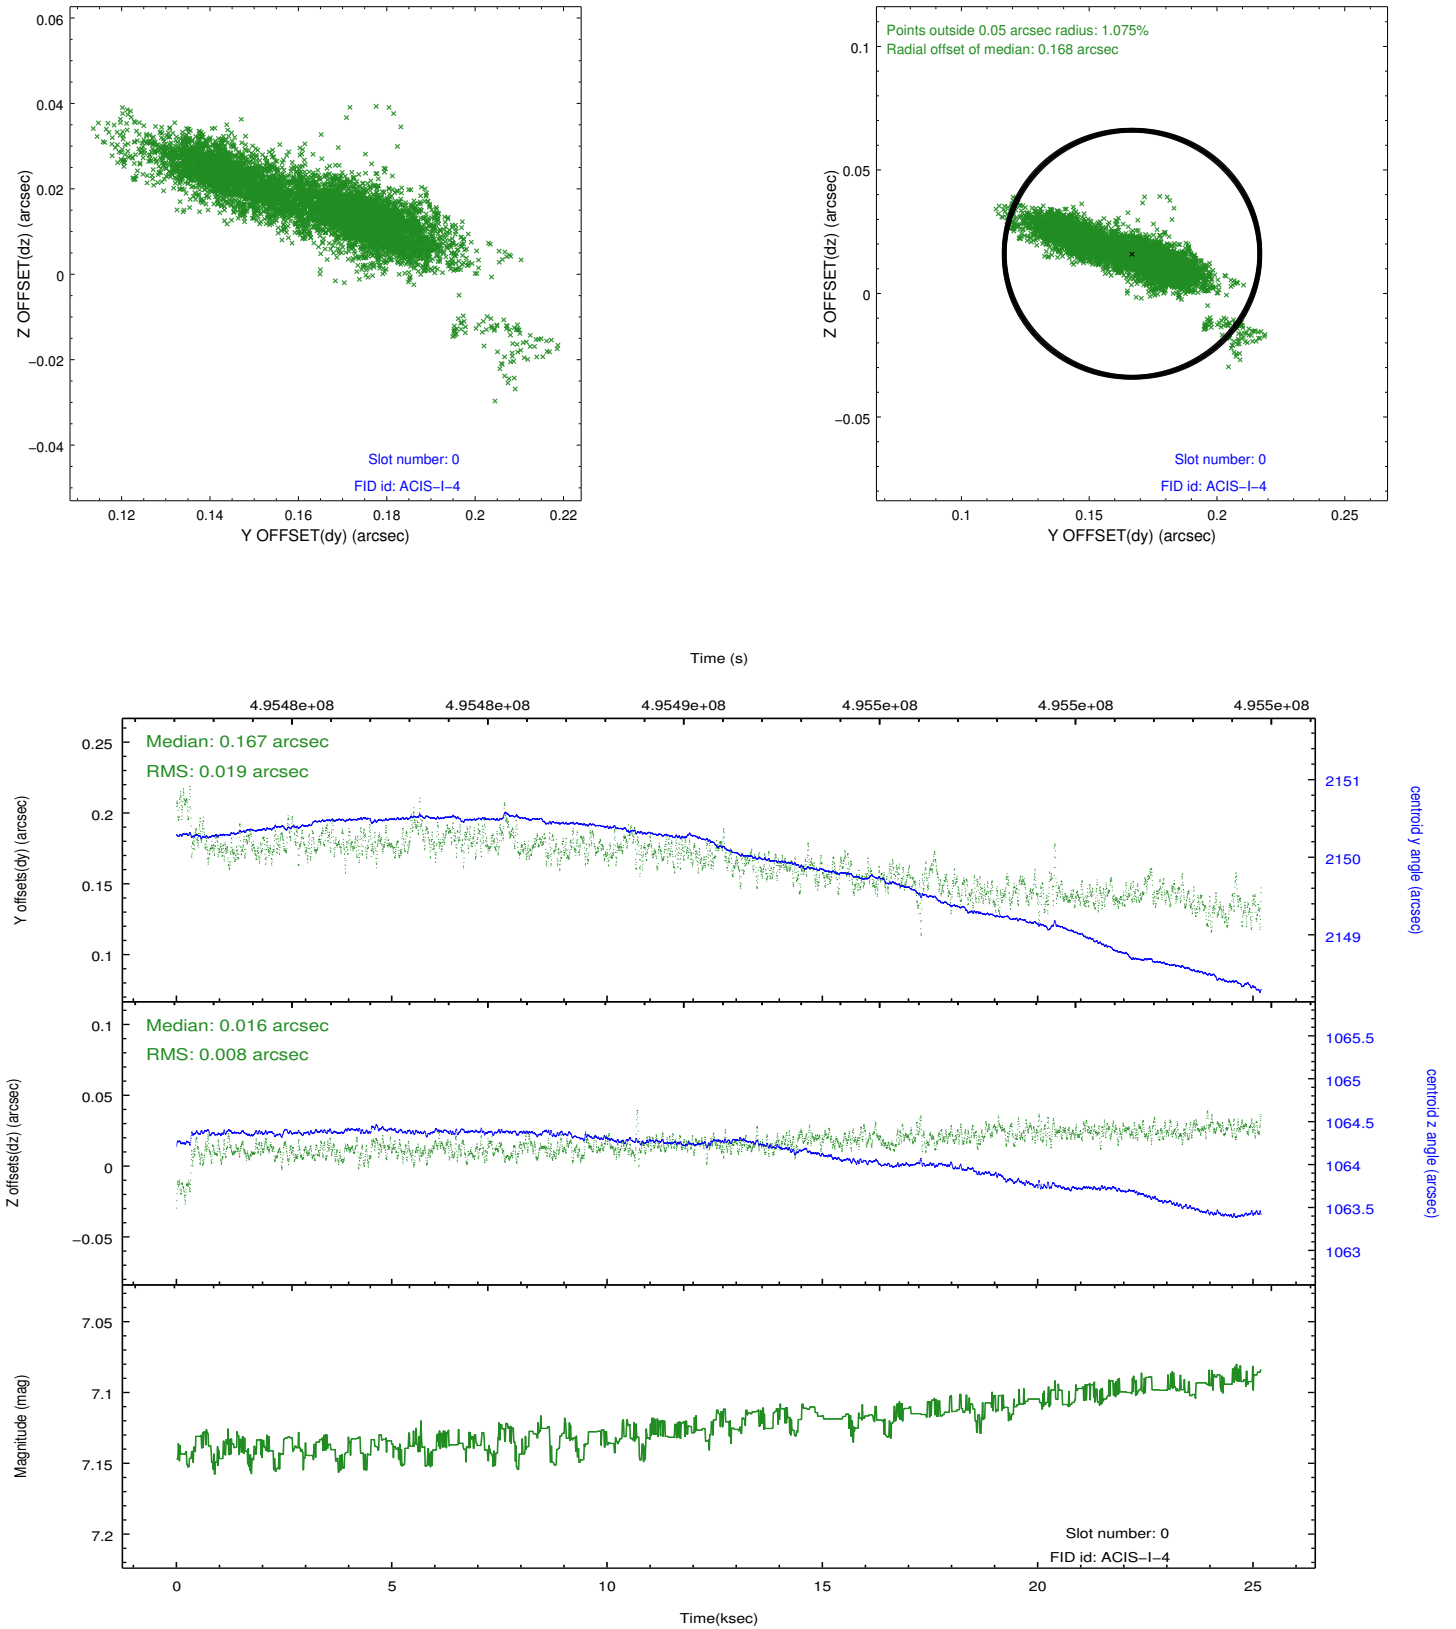 0.06
0.04
0.02
0
−0.02
−0.04
Z OFFSET(dz) (arcsec)
Slot number: 0
FID id: ACIS−I−4
0.12 0.14 0.16 0.18 0.2 0.22
Y OFFSET(dy) (arcsec)
Points outside 0.05 arcsec radius: 1.075%
Radial offset of median: 0.168 arcsec
0.1
0.05
0
−0.05
Z OFFSET(dz) (arcsec)
Slot number: 0
FID id: ACIS−I−4
0.1 0.15 0.2 0.25
Y OFFSET(dy) (arcsec)
Time (s)
4.9548e+08 4.9548e+08 4.9549e+08 4.955e+08 4.955e+08 4.955e+08
Median: 0.167 arcsec
RMS: 0.019 arcsec
0.25
0.2
0.15
0.1
Y offsets(dy) (arcsec)
2151
2150
2149
centroid y angle (arcsec)
Median: 0.016 arcsec
RMS: 0.008 arcsec
0.1
0.05
0
−0.05
Z offsets(dz) (arcsec)
1065.5
1065
1064.5
1064
1063.5
1063
centroid z angle (arcsec)
7.05
7.1
7.15
7.2
Magnitude (mag)
Slot number: 0
FID id: ACIS−I−4
0 5 10 15 20 25
Time(ksec)